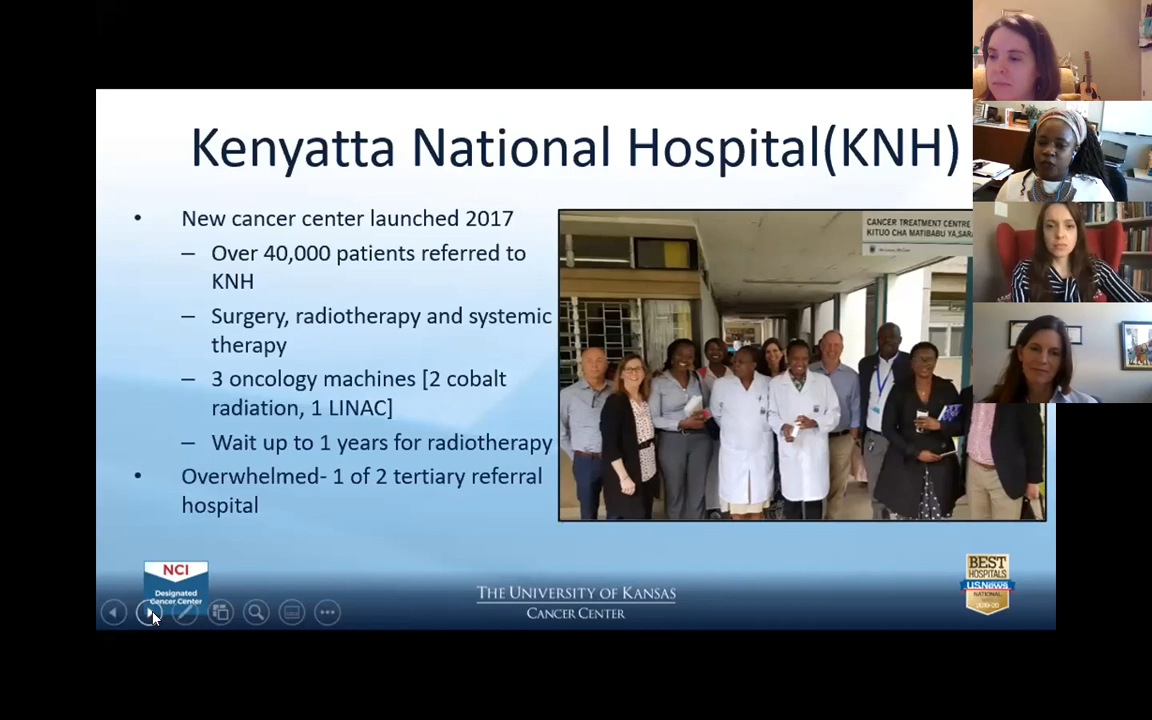 Kenyatta National Hospital(KNH)
• New cancer center launched 2017
– Over 40,000 patients referred to
KNH
– Surgery, radiotherapy and systemic
therapy
– 3 oncology machines [2 cobalt
radiation, 1 LINAC]
– Wait up to 1 years for radiotherapy
• Overwhelmed- 1 of 2 tertiary referral
hospital
CANCER TREATMENT CENTRE
KITUO CHA MATIBABU YA SARA
NCI
Designated
Cancer Center
THE UNIVERSITY OF KANSAS
CANCER CENTER
BEST
HOSPITALS
U.S.News
NATIONAL
2019-20